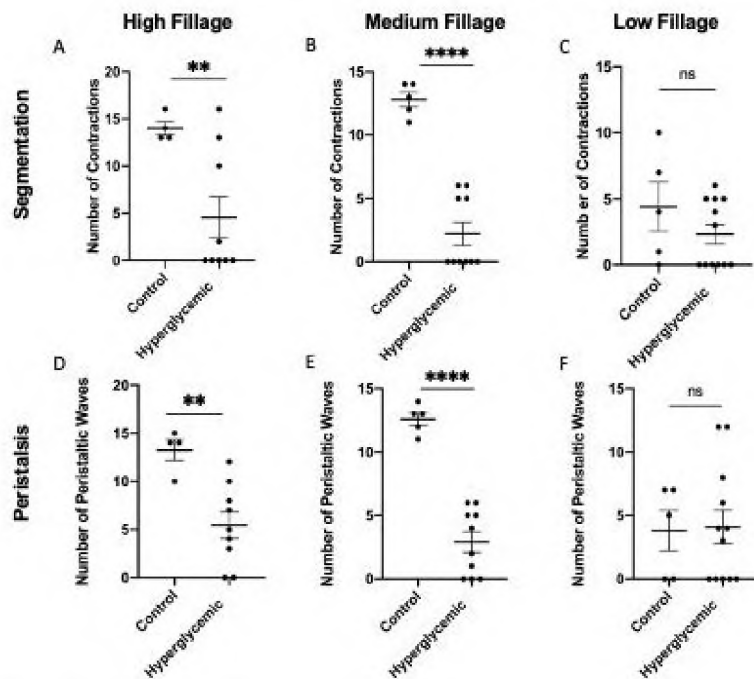 High Fillage
Medium Fillage
Low Fillage
Segmentation
A
**
Number of Contractions
20
15
10
5
0
Control
Hyperglycemic
B
****
Number of Contractions
15
10
5
0
Control
Hyperglycemic
C
ns
Numb er of Contractions
15
10
5
0
Control
Hyperglycemic
Peristalsis
D
**
Number of Peristaltic Waves
20
15
10
5
0
Control
Hyperglycemic
E
****
Number of Peristaltic Waves
15
10
5
0
Control
Hyperglycemic
F
ns
Number of Peristaltic Waves
15
10
5
0
Control
Hyperglycemic